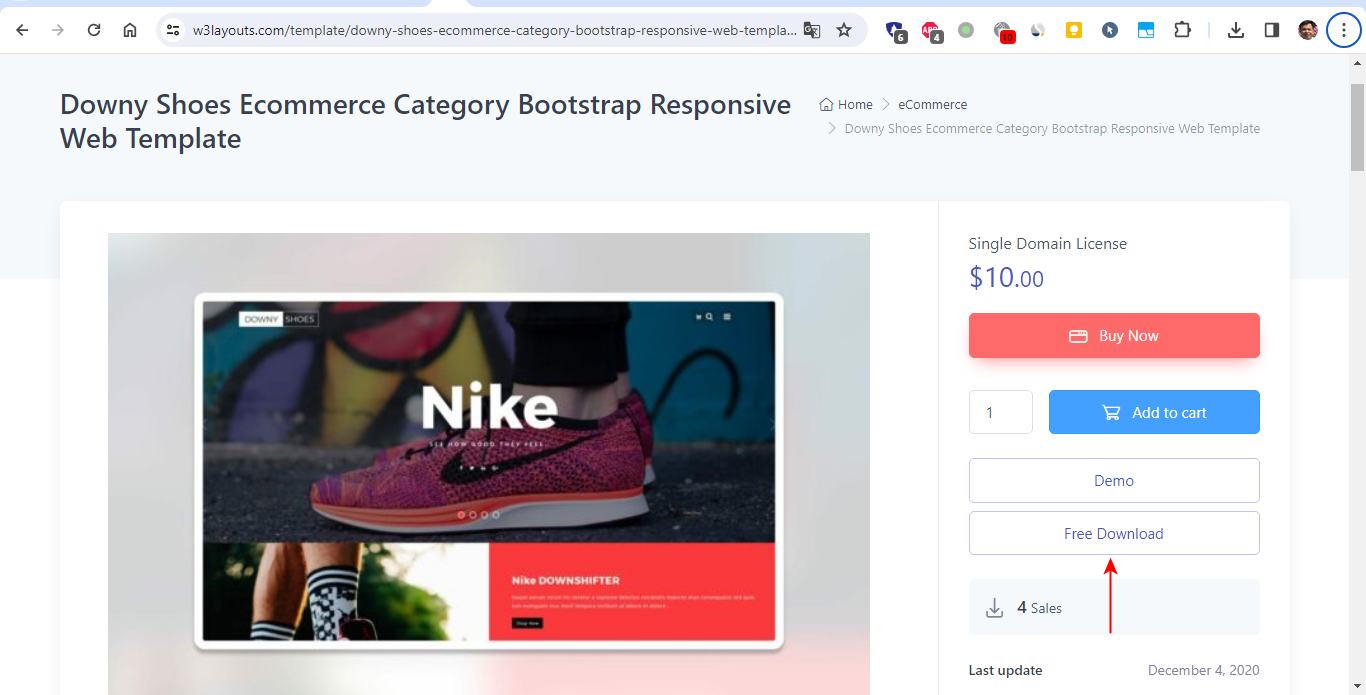 w3layouts.com/template/downy-shoes-ecommerce-category-bootstrap-responsive-web-templa...
6
4
10
Downy Shoes Ecommerce Category Bootstrap Responsive
Web Template
Home
eCommerce
Downy Shoes Ecommerce Category Bootstrap Responsive Web Template
DOWNY SHOES
Nike
SEE HOW GOOD THEY FEEL.
Nike DOWNSHIFTER
Shop Now
Single Domain License
$10.00
Buy Now
1
Add to cart
Demo
Free Download
4 Sales
Last update
December 4, 2020